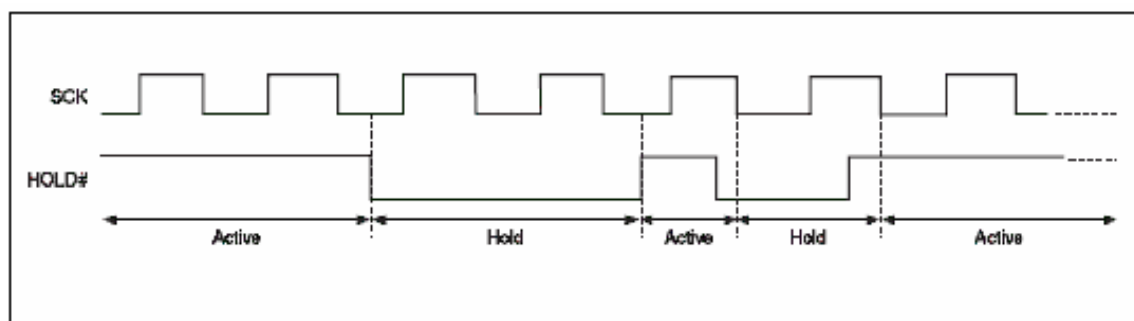 SCK
HOLD#
Active
Hold
Active
Hold
Active